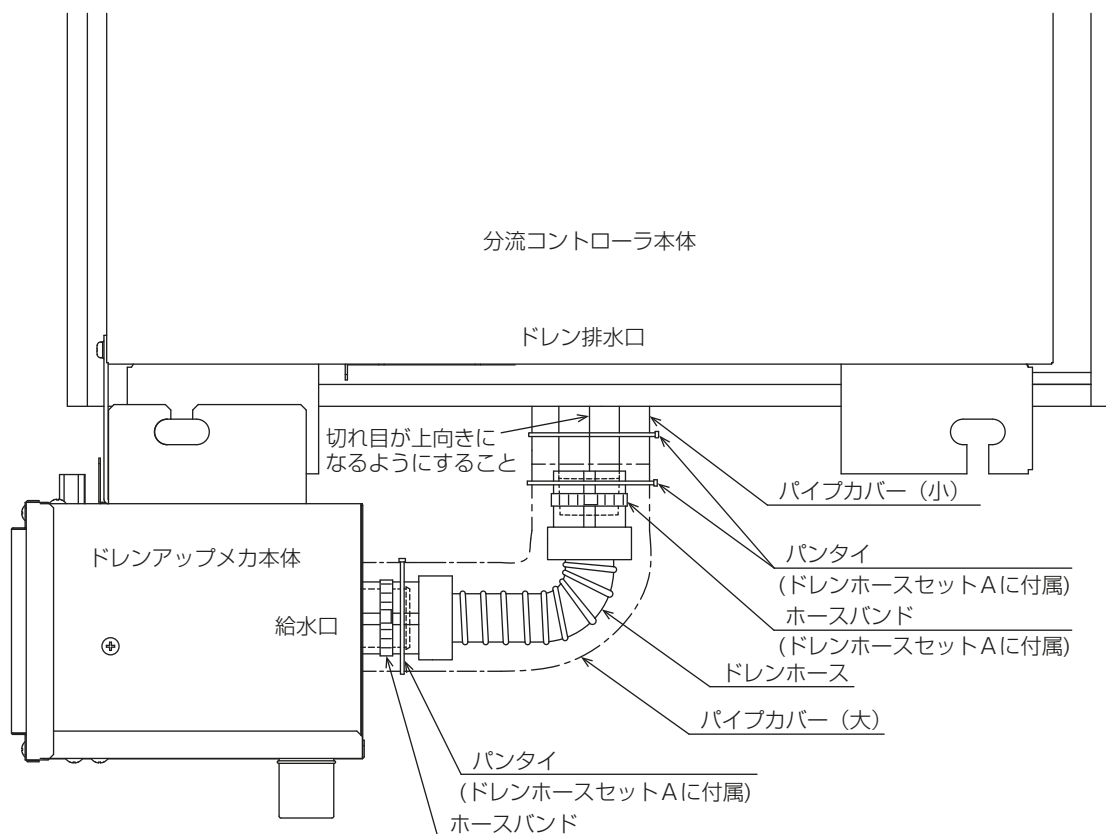 分流コントローラ本体
ドレン排水口
切れ目が上向きに
なるようにすること
パイプカバー（小）
ドレンアップメカ本体
パンタイ
(ドレンホースセットＡに付属)
ホースバンド
(ドレンホースセットＡに付属)
給水口
ドレンホース
パイプカバー（大）
パンタイ
(ドレンホースセットＡに付属)
ホースバンド